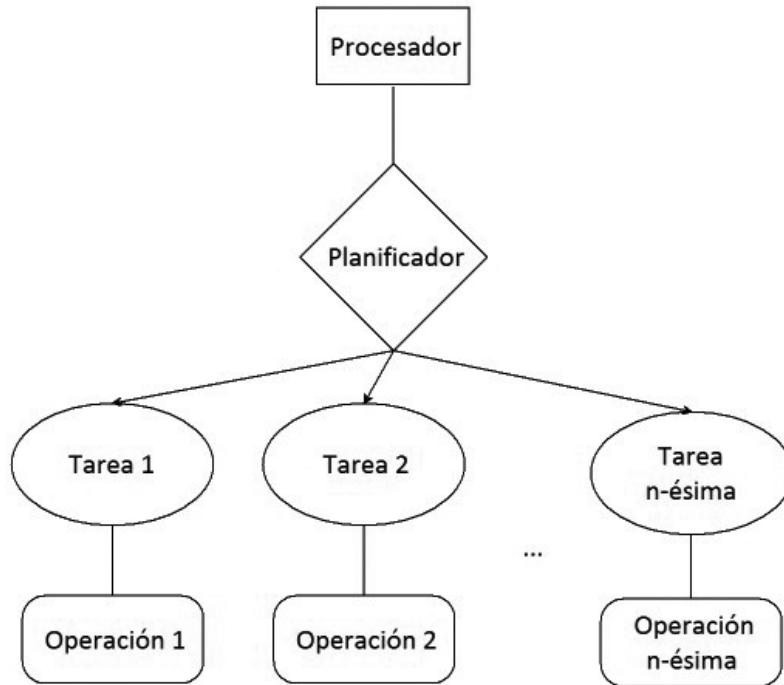 Procesador
Planificador
Tarea 1
Tarea 2
Tarea
n-ésima
...
Operación 1
Operación 2
Operación
n-ésima